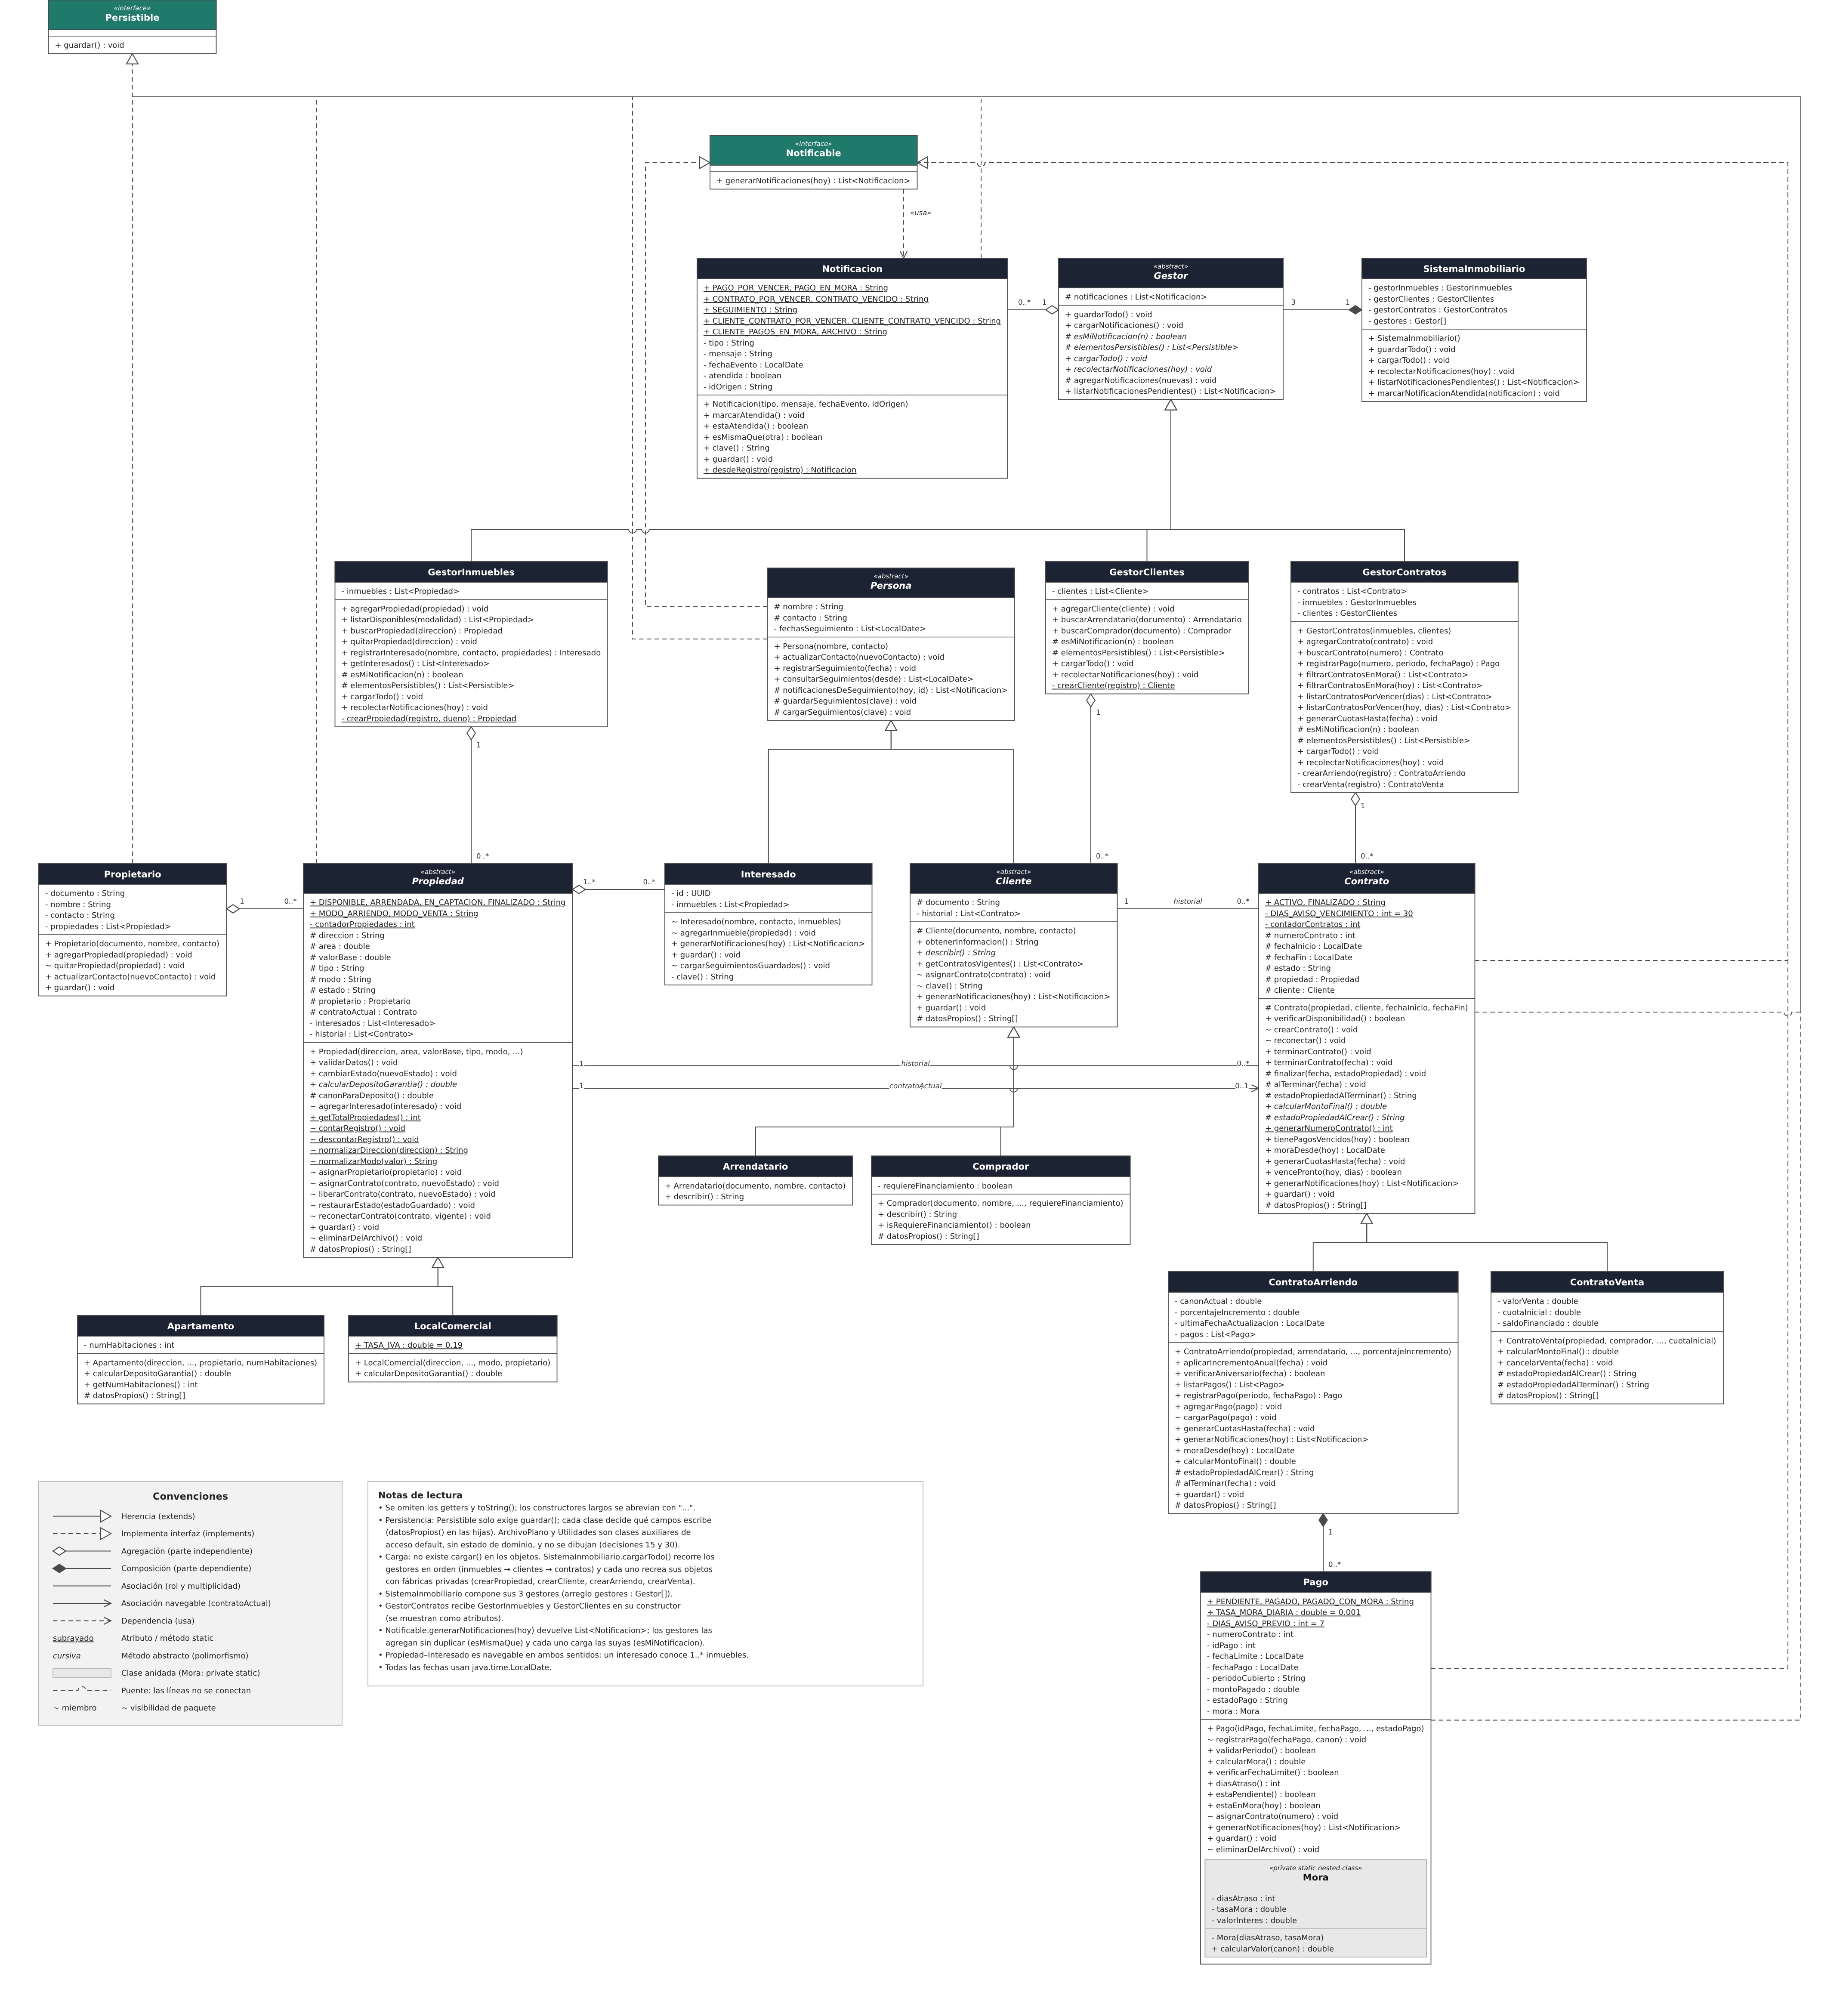 «interface»
Persistible
+ guardar() : void
«interface»
Notificable
+ generarNotificaciones(hoy) : List<Notificacion>
«usa»
Notificacion
+ PAGO_POR_VENCER, PAGO_EN_MORA : String
+ CONTRATO_POR_VENCER, CONTRATO_VENCIDO : String
+ SEGUIMIENTO : String
+ CLIENTE_CONTRATO_POR_VENCER, CLIENTE_CONTRATO_VENCIDO : String
+ CLIENTE_PAGOS_EN_MORA, ARCHIVO : String
- tipo : String
- mensaje : String
- fechaEvento : LocalDate
- atendida : boolean
- idOrigen : String
+ Notificacion(tipo, mensaje, fechaEvento, idOrigen)
+ marcarAtendida() : void
+ estaAtendida() : boolean
+ esMismaQue(otra) : boolean
+ clave() : String
+ guardar() : void
+ desdeRegistro(registro) : Notificacion
0..* 1
«abstract»
Gestor
# notificaciones : List<Notificacion>
+ guardarTodo() : void
+ cargarNotificaciones() : void
# esMiNotificacion(n) : boolean
# elementosPersistibles() : List<Persistible>
+ cargarTodo() : void
+ recolectarNotificaciones(hoy) : void
# agregarNotificaciones(nuevas) : void
+ listarNotificacionesPendientes() : List<Notificacion>
3 1
SistemaInmobiliario
- gestorInmuebles : GestorInmuebles
- gestorClientes : GestorClientes
- gestorContratos : GestorContratos
- gestores : Gestor[]
+ SistemaInmobiliario()
+ guardarTodo() : void
+ cargarTodo() : void
+ recolectarNotificaciones(hoy) : void
+ listarNotificacionesPendientes() : List<Notificacion>
+ marcarNotificacionAtendida(notificacion) : void
GestorInmuebles
- inmuebles : List<Propiedad>
+ agregarPropiedad(propiedad) : void
+ listarDisponibles(modalidad) : List<Propiedad>
+ buscarPropiedad(direccion) : Propiedad
+ quitarPropiedad(direccion) : void
+ registrarInteresado(nombre, contacto, propiedades) : Interesado
+ getInteresados() : List<Interesado>
# esMiNotificacion(n) : boolean
# elementosPersistibles() : List<Persistible>
+ cargarTodo() : void
+ recolectarNotificaciones(hoy) : void
- crearPropiedad(registro, dueno) : Propiedad
1
0..*
«abstract»
Persona
# nombre : String
# contacto : String
- fechasSeguimiento : List<LocalDate>
+ Persona(nombre, contacto)
+ actualizarContacto(nuevoContacto) : void
+ registrarSeguimiento(fecha) : void
+ consultarSeguimientos(desde) : List<LocalDate>
# notificacionesDeSeguimiento(hoy, id) : List<Notificacion>
# guardarSeguimientos(clave) : void
# cargarSeguimientos(clave) : void
GestorClientes
- clientes : List<Cliente>
+ agregarCliente(cliente) : void
+ buscarArrendatario(documento) : Arrendatario
+ buscarComprador(documento) : Comprador
# esMiNotificacion(n) : boolean
# elementosPersistibles() : List<Persistible>
+ cargarTodo() : void
+ recolectarNotificaciones(hoy) : void
- crearCliente(registro) : Cliente
1
0..*
GestorContratos
- contratos : List<Contrato>
- inmuebles : GestorInmuebles
- clientes : GestorClientes
+ GestorContratos(inmuebles, clientes)
+ agregarContrato(contrato) : void
+ buscarContrato(numero) : Contrato
+ registrarPago(numero, periodo, fechaPago) : Pago
+ filtrarContratosEnMora() : List<Contrato>
+ filtrarContratosEnMora(hoy) : List<Contrato>
+ listarContratosPorVencer(dias) : List<Contrato>
+ listarContratosPorVencer(hoy, dias) : List<Contrato>
+ generarCuotasHasta(fecha) : void
# esMiNotificacion(n) : boolean
# elementosPersistibles() : List<Persistible>
+ cargarTodo() : void
+ recolectarNotificaciones(hoy) : void
- crearArriendo(registro) : ContratoArriendo
- crearVenta(registro) : ContratoVenta
1
0..*
Propietario
- documento : String
- nombre : String
- contacto : String
- propiedades : List<Propiedad>
+ Propietario(documento, nombre, contacto)
+ agregarPropiedad(propiedad) : void
~ quitarPropiedad(propiedad) : void
+ actualizarContacto(nuevoContacto) : void
+ guardar() : void
1 0..*
«abstract»
Propiedad
+ DISPONIBLE, ARRENDADA, EN_CAPTACION, FINALIZADO : String
+ MODO_ARRIENDO, MODO_VENTA : String
- contadorPropiedades : int
# direccion : String
# area : double
# valorBase : double
# tipo : String
# modo : String
# estado : String
# propietario : Propietario
# contratoActual : Contrato
- interesados : List<Interesado>
- historial : List<Contrato>
+ Propiedad(direccion, area, valorBase, tipo, modo, ...)
+ validarDatos() : void
+ cambiarEstado(nuevoEstado) : void
+ calcularDepositoGarantia() : double
# canonParaDeposito() : double
~ agregarInteresado(interesado) : void
+ getTotalPropiedades() : int
~ contarRegistro() : void
~ descontarRegistro() : void
~ normalizarDireccion(direccion) : String
~ normalizarModo(valor) : String
~ asignarPropietario(propietario) : void
~ asignarContrato(contrato, nuevoEstado) : void
~ liberarContrato(contrato, nuevoEstado) : void
~ restaurarEstado(estadoGuardado) : void
~ reconectarContrato(contrato, vigente) : void
+ guardar() : void
~ eliminarDelArchivo() : void
# datosPropios() : String[]
1..* 0..*
Interesado
- id : UUID
- inmuebles : List<Propiedad>
~ Interesado(nombre, contacto, inmuebles)
~ agregarInmueble(propiedad) : void
+ generarNotificaciones(hoy) : List<Notificacion>
+ guardar() : void
~ cargarSeguimientosGuardados() : void
- clave() : String
«abstract»
Cliente
# documento : String
- historial : List<Contrato>
# Cliente(documento, nombre, contacto)
+ obtenerInformacion() : String
+ describir() : String
+ getContratosVigentes() : List<Contrato>
~ asignarContrato(contrato) : void
~ clave() : String
+ generarNotificaciones(hoy) : List<Notificacion>
+ guardar() : void
# datosPropios() : String[]
1 historial 0..*
«abstract»
Contrato
+ ACTIVO, FINALIZADO : String
- DIAS_AVISO_VENCIMIENTO : int = 30
- contadorContratos : int
# numeroContrato : int
# fechaInicio : LocalDate
# fechaFin : LocalDate
# estado : String
# propiedad : Propiedad
# cliente : Cliente
# Contrato(propiedad, cliente, fechaInicio, fechaFin)
+ verificarDisponibilidad() : boolean
~ crearContrato() : void
~ reconectar() : void
+ terminarContrato() : void
+ terminarContrato(fecha) : void
# finalizar(fecha, estadoPropiedad) : void
# alTerminar(fecha) : void
# estadoPropiedadAlTerminar() : String
+ calcularMontoFinal() : double
# estadoPropiedadAlCrear() : String
+ generarNumeroContrato() : int
+ tienePagosVencidos(hoy) : boolean
+ moraDesde(hoy) : LocalDate
+ generarCuotasHasta(fecha) : void
+ vencePronto(hoy, dias) : boolean
+ generarNotificaciones(hoy) : List<Notificacion>
+ guardar() : void
# datosPropios() : String[]
1 historial 0..*
1 contratoActual 0..1
Arrendatario
+ Arrendatario(documento, nombre, contacto)
+ describir() : String
Comprador
- requiereFinanciamiento : boolean
+ Comprador(documento, nombre, ..., requiereFinanciamiento)
+ describir() : String
+ isRequiereFinanciamiento() : boolean
# datosPropios() : String[]
Apartamento
- numHabitaciones : int
+ Apartamento(direccion, ..., propietario, numHabitaciones)
+ calcularDepositoGarantia() : double
+ getNumHabitaciones() : int
# datosPropios() : String[]
LocalComercial
+ TASA_IVA : double = 0.19
+ LocalComercial(direccion, ..., modo, propietario)
+ calcularDepositoGarantia() : double
ContratoArriendo
- canonActual : double
- porcentajeIncremento : double
- ultimaFechaActualizacion : LocalDate
- pagos : List<Pago>
+ ContratoArriendo(propiedad, arrendatario, ..., porcentajeIncremento)
+ aplicarIncrementoAnual(fecha) : void
+ verificarAniversario(fecha) : boolean
+ listarPagos() : List<Pago>
+ registrarPago(periodo, fechaPago) : Pago
+ agregarPago(pago) : void
~ cargarPago(pago) : void
+ generarCuotasHasta(fecha) : void
+ generarNotificaciones(hoy) : List<Notificacion>
+ moraDesde(hoy) : LocalDate
+ calcularMontoFinal() : double
# estadoPropiedadAlCrear() : String
# alTerminar(fecha) : void
+ guardar() : void
# datosPropios() : String[]
ContratoVenta
- valorVenta : double
- cuotaInicial : double
- saldoFinanciado : double
+ ContratoVenta(propiedad, comprador, ..., cuotaInicial)
+ calcularMontoFinal() : double
+ cancelarVenta(fecha) : void
# estadoPropiedadAlCrear() : String
# estadoPropiedadAlTerminar() : String
# datosPropios() : String[]
1
0..*
Pago
+ PENDIENTE, PAGADO, PAGADO_CON_MORA : String
+ TASA_MORA_DIARIA : double = 0.001
- DIAS_AVISO_PREVIO : int = 7
- numeroContrato : int
- idPago : int
- fechaLimite : LocalDate
- fechaPago : LocalDate
- periodoCubierto : String
- montoPagado : double
- estadoPago : String
- mora : Mora
+ Pago(idPago, fechaLimite, fechaPago, ..., estadoPago)
~ registrarPago(fechaPago, canon) : void
+ validarPeriodo() : boolean
+ calcularMora() : double
+ verificarFechaLimite() : boolean
+ diasAtraso() : int
+ estaPendiente() : boolean
+ estaEnMora(hoy) : boolean
~ asignarContrato(numero) : void
+ generarNotificaciones(hoy) : List<Notificacion>
+ guardar() : void
~ eliminarDelArchivo() : void
«private static nested class»
Mora
- diasAtraso : int
- tasaMora : double
- valorInteres : double
- Mora(diasAtraso, tasaMora)
+ calcularValor(canon) : double
Convenciones
Herencia (extends)
Implementa interfaz (implements)
Agregación (parte independiente)
Composición (parte dependiente)
Asociación (rol y multiplicidad)
Asociación navegable (contratoActual)
Dependencia (usa)
subrayado Atributo / método static
cursiva Método abstracto (polimorfismo)
Clase anidada (Mora: private static)
Puente: las líneas no se conectan
~ miembro ~ visibilidad de paquete
Notas de lectura
• Se omiten los getters y toString(); los constructores largos se abrevian con "...".
• Persistencia: Persistible solo exige guardar(); cada clase decide qué campos escribe
(datosPropios() en las hijas). ArchivoPlano y Utilidades son clases auxiliares de
acceso default, sin estado de dominio, y no se dibujan (decisiones 15 y 30).
• Carga: no existe cargar() en los objetos. SistemaInmobiliario.cargarTodo() recorre los
gestores en orden (inmuebles → clientes → contratos) y cada uno recrea sus objetos
con fábricas privadas (crearPropiedad, crearCliente, crearArriendo, crearVenta).
• SistemaInmobiliario compone sus 3 gestores (arreglo gestores : Gestor[]).
• GestorContratos recibe GestorInmuebles y GestorClientes en su constructor
(se muestran como atributos).
• Notificable.generarNotificaciones(hoy) devuelve List<Notificacion>; los gestores las
agregan sin duplicar (esMismaQue) y cada uno carga las suyas (esMiNotificacion).
• Propiedad–Interesado es navegable en ambos sentidos: un interesado conoce 1..* inmuebles.
• Todas las fechas usan java.time.LocalDate.